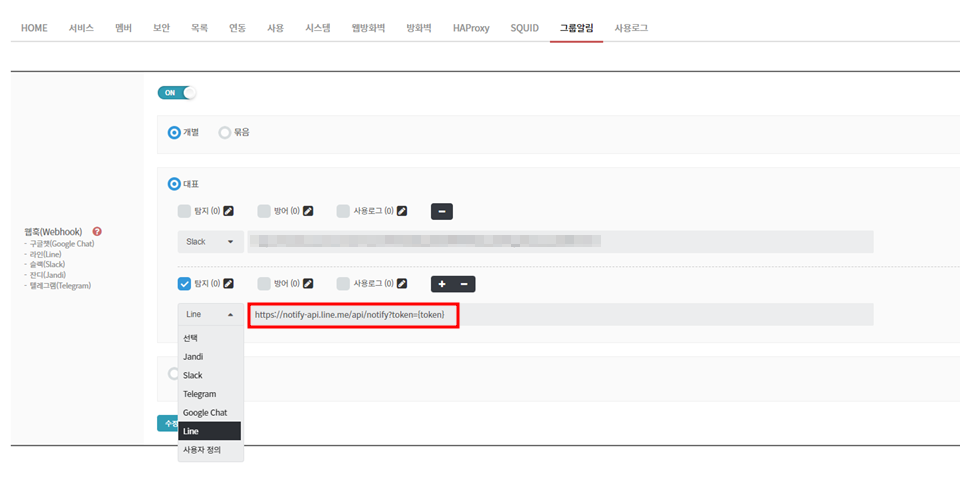 HOME 서비스 맴버 보안 목록 연동 사용 시스템 웹방화벽 방화벽 HAProxy SQUID 그룹알림 사용로그
ON
개별 묶음
대표
탐지 (0) 방어 (0) 사용로그 (0)
웹훅(Webhook)
- 구글챗(Google Chat)
- 라인(Line)
- 슬랙(Slack)
- 잔디(Jandi)
- 텔레그램(Telegram)
Slack
탐지 (0) 방어 (0) 사용로그 (0)
Line https://notify-api.line.me/api/notify?token={token}
선택
Jandi
Slack
Telegram
Google Chat
Line
사용자 정의